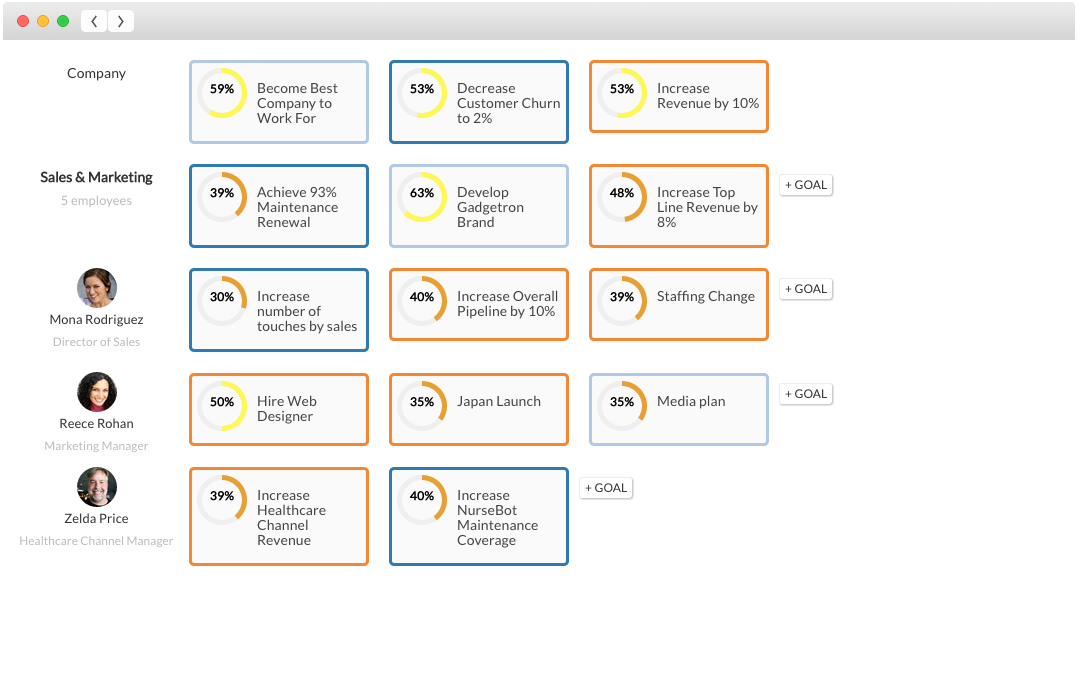 Company
59%
Become Best
Company to
Work For
53%
Decrease
Customer Churn
to 2%
53%
Increase
Revenue by 10%
Sales & Marketing
5 employees
39%
Achieve 93%
Maintenance
Renewal
63%
Develop
Gadgetron
Brand
48%
Increase Top
Line Revenue by
8%
+ GOAL
Mona Rodriguez
Director of Sales
30%
Increase
number of
touches by sales
40%
Increase Overall
Pipeline by 10%
39%
Staffing Change
+ GOAL
Reece Rohan
Marketing Manager
50%
Hire Web
Designer
35%
Japan Launch
35%
Media plan
+ GOAL
Zelda Price
Healthcare Channel Manager
39%
Increase
Healthcare
Channel
Revenue
40%
Increase
NurseBot
Maintenance
Coverage
+ GOAL